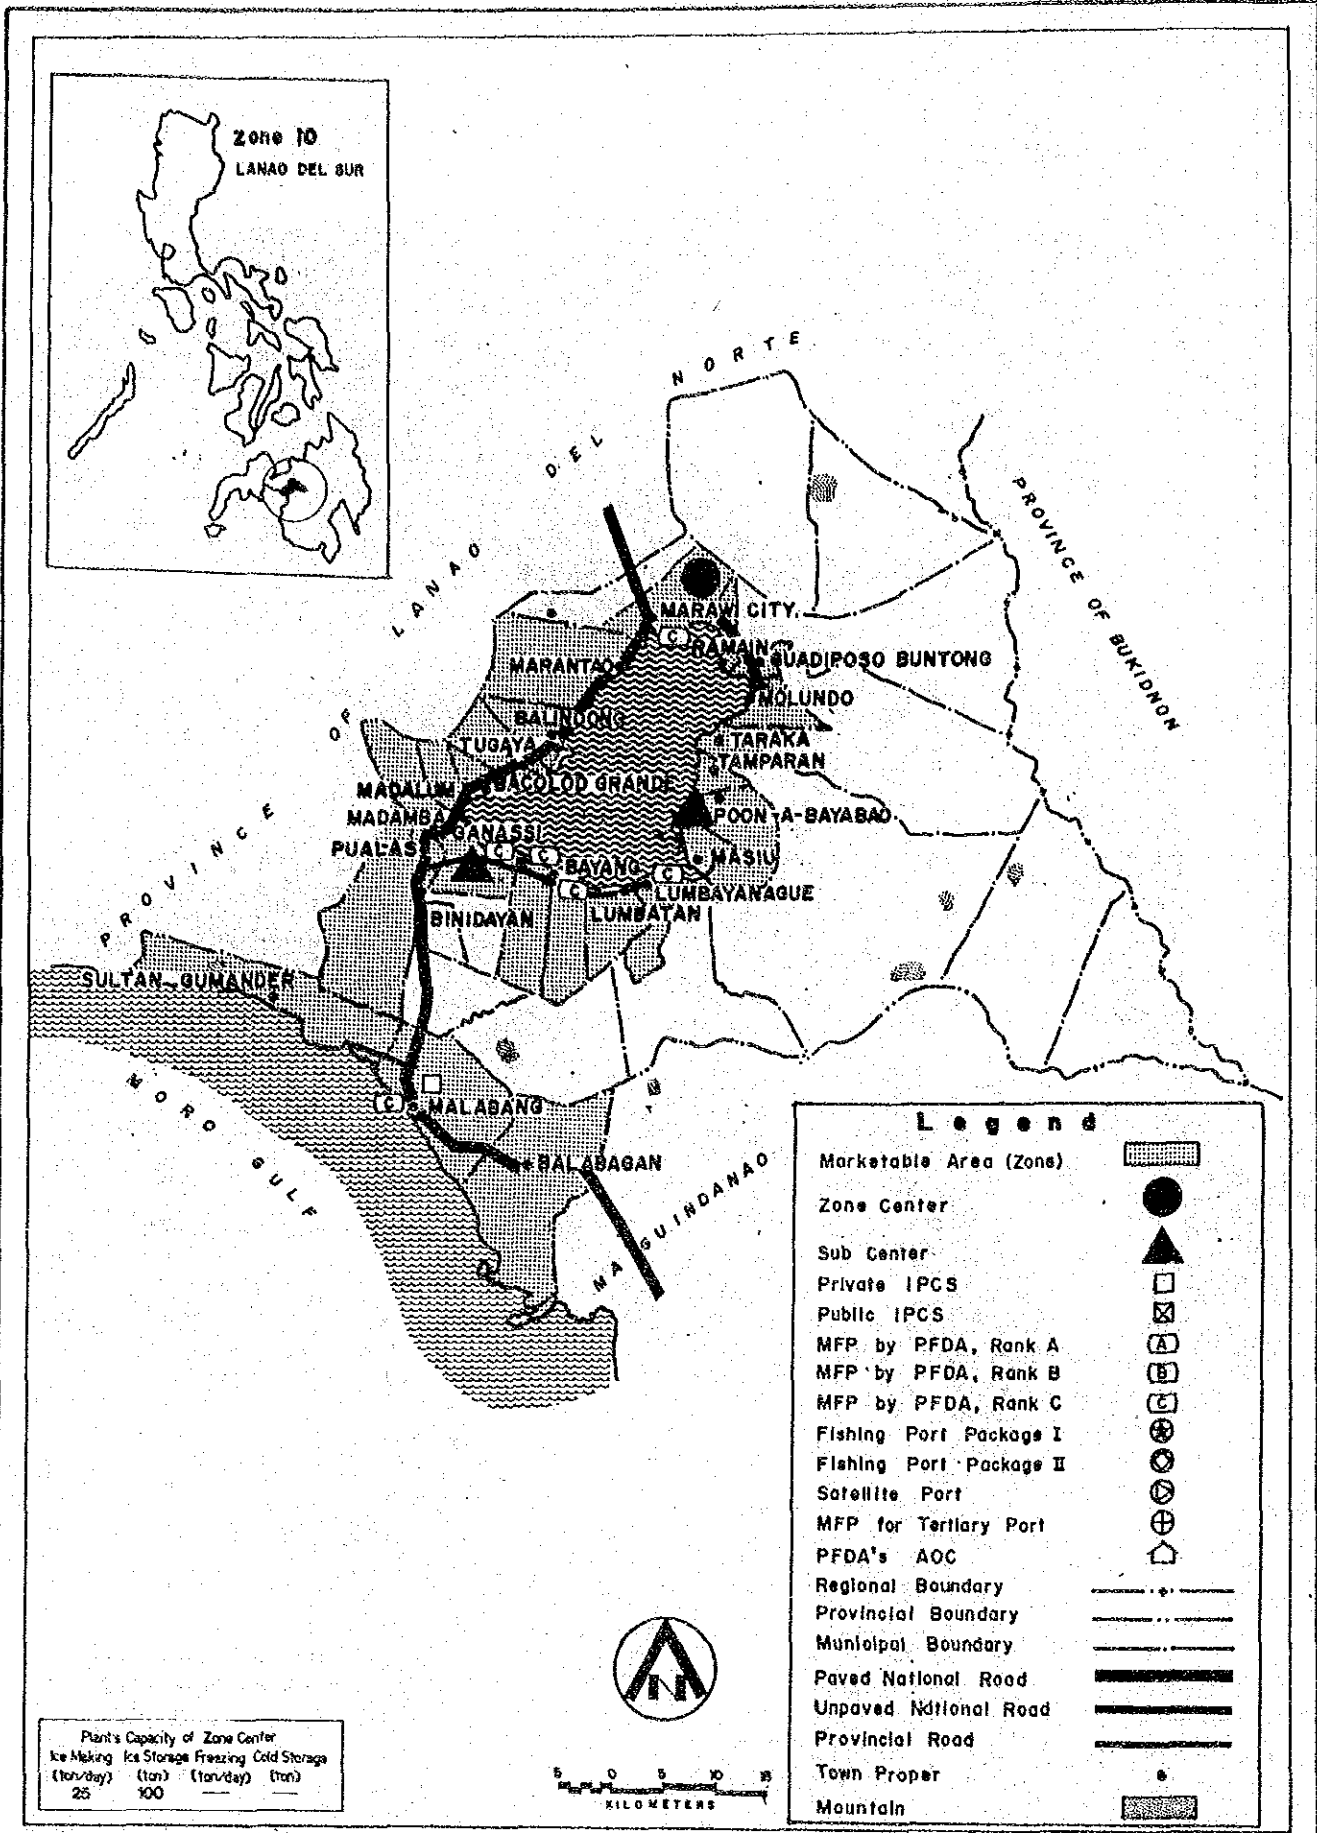 Zone 10
LANAO DEL SUR
PROVINCE OF LANAO DEL NORTE
PROVINCE OF BUKIDNON
MARAWI CITY
C
RAMAIN
MARANTAO
BUADIPOSO BUNTONG
MOLUNDO
BALINDONG
TUGAYA
TARAKA
TAMPARAN
BACOLOD GRANDE
MADALUM
MADAMBA
POON-A-BAYABAO
GANASSI
PUALAS
C
C
MASIU
BAYANG
C
C
LUMBAYANAGUE
LUMBATAN
BINIDAYAN
SULTAN GUMANDER
MORO GULF
C
MALABANG
BALABAGAN
MAGUINDANAO
Legend
Marketable Area (Zone)
Zone Center
Sub Center
Private IPCS
Public IPCS
MFP by PFDA, Rank A
A
MFP by PFDA, Rank B
B
MFP by PFDA, Rank C
C
Fishing Port Package I
Fishing Port Package II
Satellite Port
MFP for Tertiary Port
PFDA's AOC
Regional Boundary
Provincial Boundary
Municipal Boundary
Paved National Road
Unpaved National Road
Provincial Road
Town Proper
Mountain
N
5 0 5 10 15
KILOMETERS
Plant's Capacity of Zone Center
Ice Making Ice Storage Freezing Cold Storage
(ton/day) (ton) (ton/day) (ton)
25 100 — —